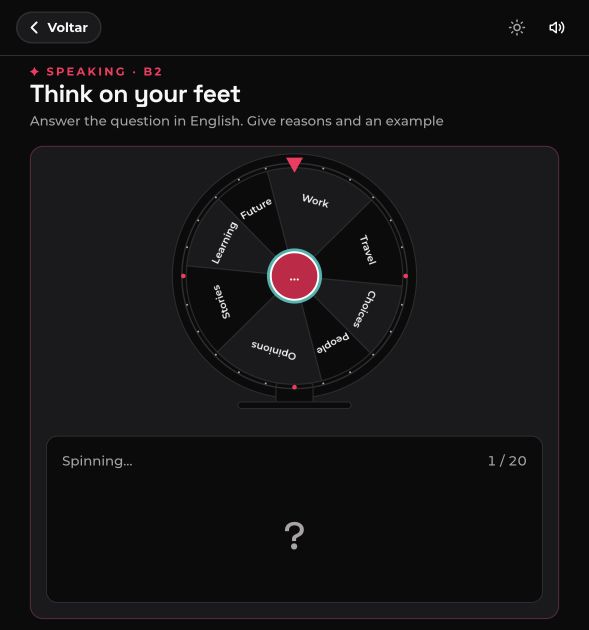 Voltar
SPEAKING · B2
Think on your feet
Answer the question in English. Give reasons and an example
Work
Travel
Choices
People
Opinions
Stories
Learning
Future
...
Spinning...
1 / 20
?